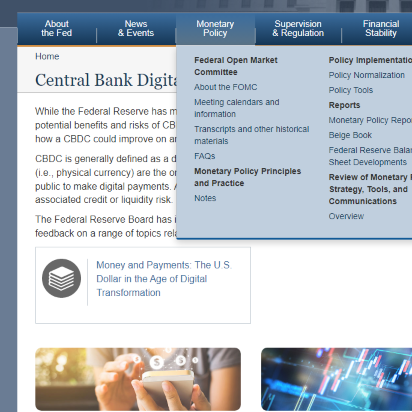 About
the Fed
News
& Events
Monetary
Policy
Supervision
& Regulation
Financial
Stability
Home
Central Bank
While the Federal Reserve has
potential benefits and risks of
how a CBDC could improve on
CBDC is generally defined as a
(i.e., physical currency) are the
public to make digital payments.
associated credit or liquidity risk.
The Federal Reserve Board has
feedback on a range of topics
Federal Open Market
Committee
About the FOMC
Meeting calendars and
information
Transcripts and other historical
materials
FAQs
Monetary Policy Principles
and Practice
Notes
Policy
Policy Normalization
Policy Tools
Reports
Monetary Policy
Beige Book
Federal Reserve
Sheet Developments
Review of Monetary
Strategy, Tools, and
Communications
Overview
Money and Payments: The U.S.
Dollar in the Age of Digital
Transformation